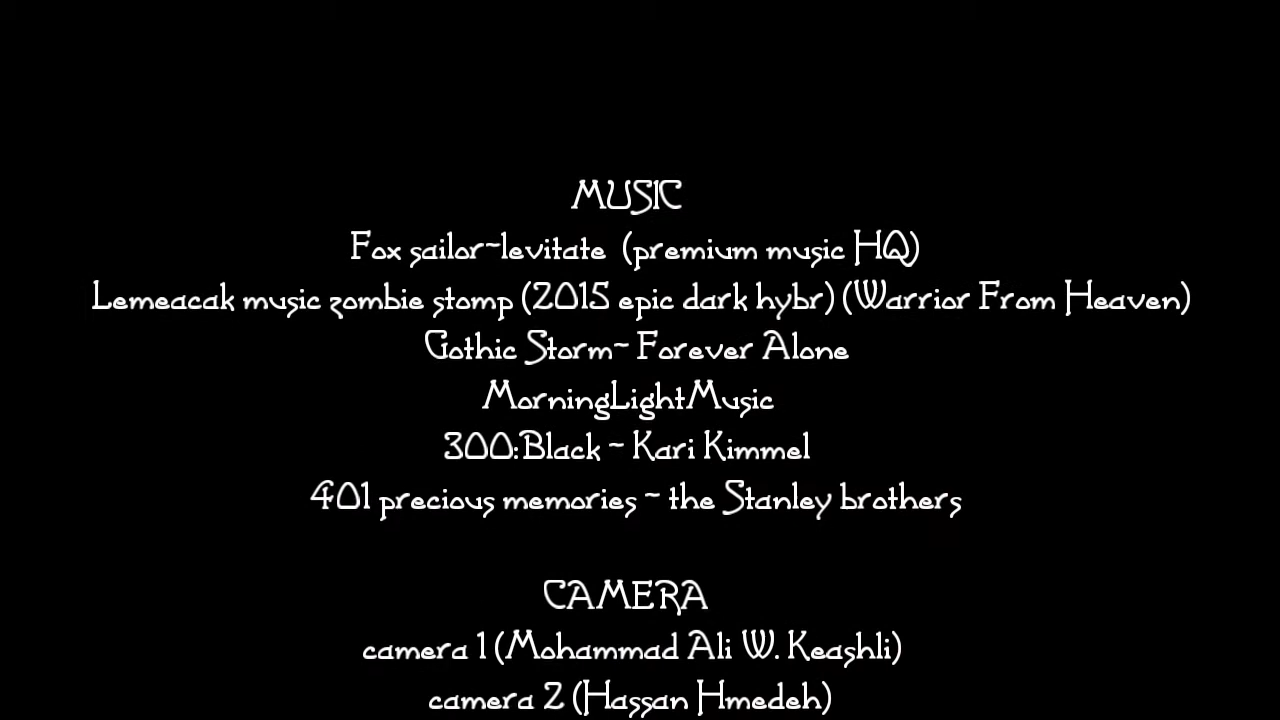 MUSIC
Fox sailor~levitate (premium music HQ)
Lemeacak music zombie stomp (2015 epic dark hybr) (Warrior From Heaven)
Gothic Storm~ Forever Alone
MorningLightMusic
300:Black ~ Kari Kimmel
401 precious memories ~ the Stanley brothers
CAMERA
camera 1 (Mohammad Ali W. Keashli)
camera 2 (Hassan Hmedeh)